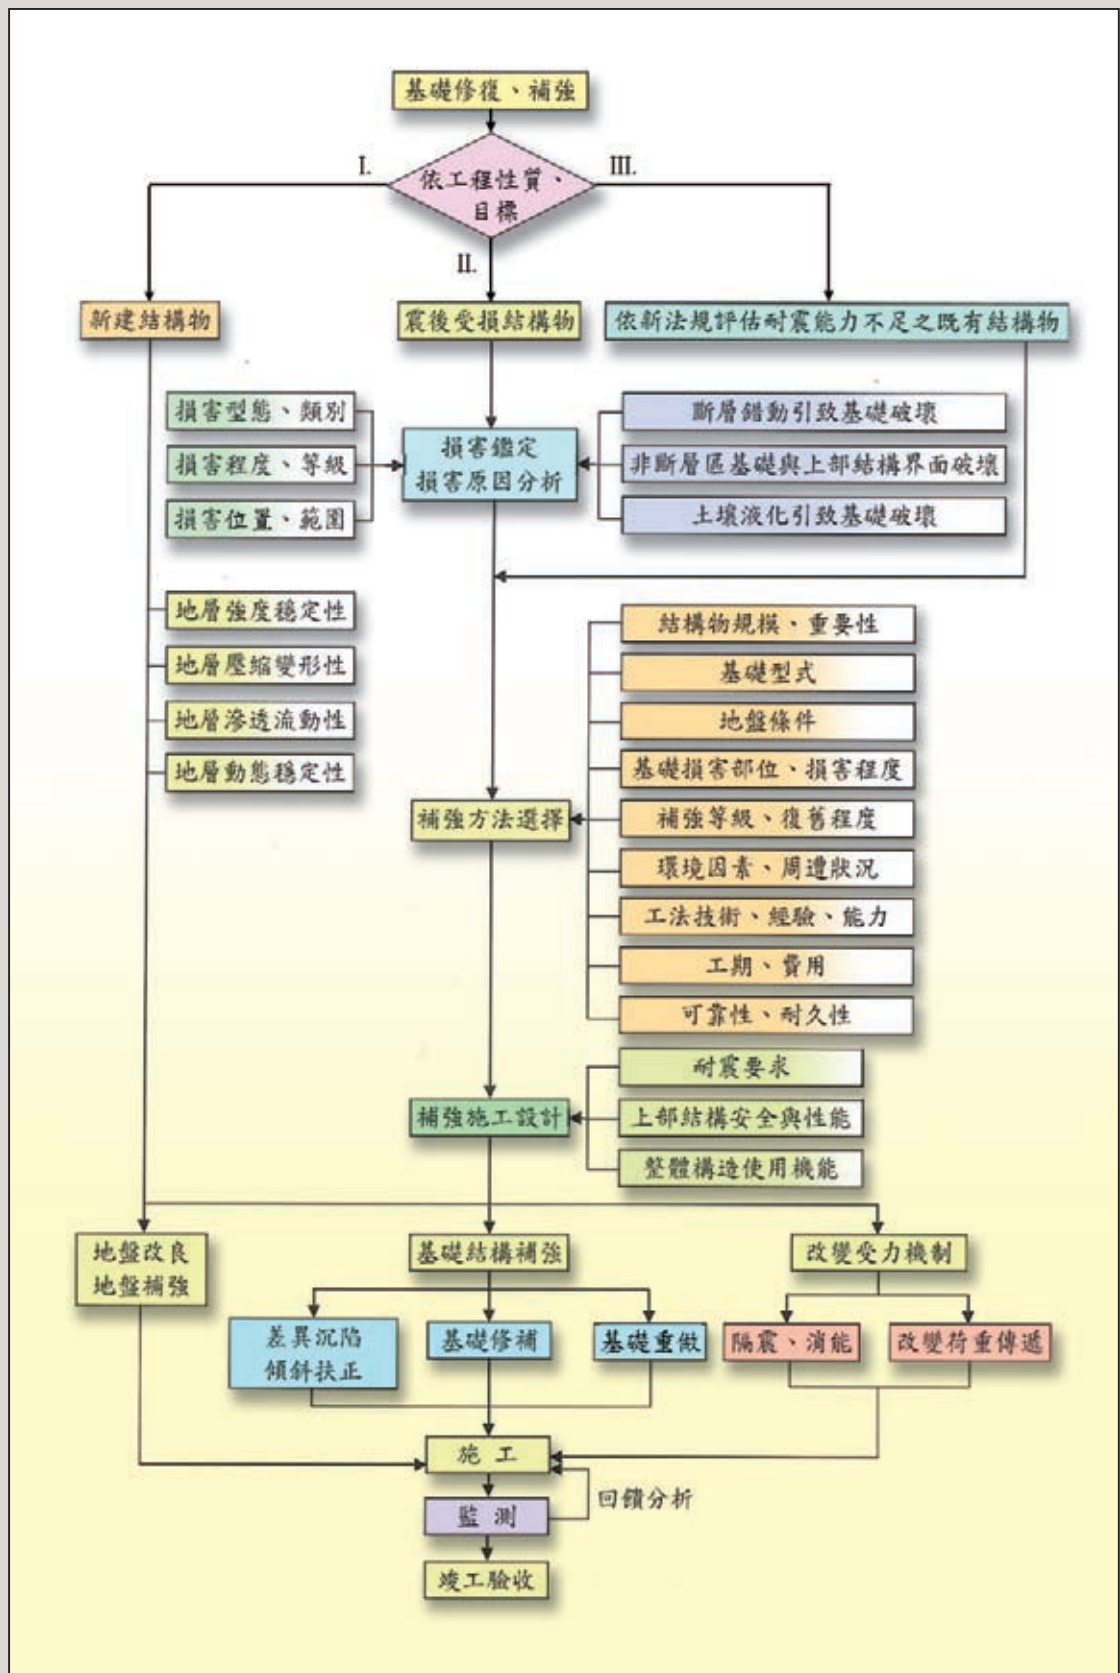 基礎修復、補強
依工程性質、
目標
I.
II.
III.
新建結構物
震後受損結構物
依新法規評估耐震能力不足之既有結構物
損害型態、類別
損害程度、等級
損害位置、範圍
損害鑑定
損害原因分析
斷層錯動引致基礎破壞
非斷層區基礎與上部結構界面破壞
土壤液化引致基礎破壞
地層強度穩定性
地層壓縮變形性
地層滲透流動性
地層動態穩定性
補強方法選擇
結構物規模、重要性
基礎型式
地盤條件
基礎損害部位、損害程度
補強等級、復舊程度
環境因素、周遭狀況
工法技術、經驗、能力
工期、費用
可靠性、耐久性
補強施工設計
耐震要求
上部結構安全與性能
整體構造使用機能
地盤改良
地盤補強
基礎結構補強
改變受力機制
差異沉陷
傾斜扶正
基礎修補
基礎重做
隔震、消能
改變荷重傳遞
施 工
回饋分析
監 測
竣工驗收